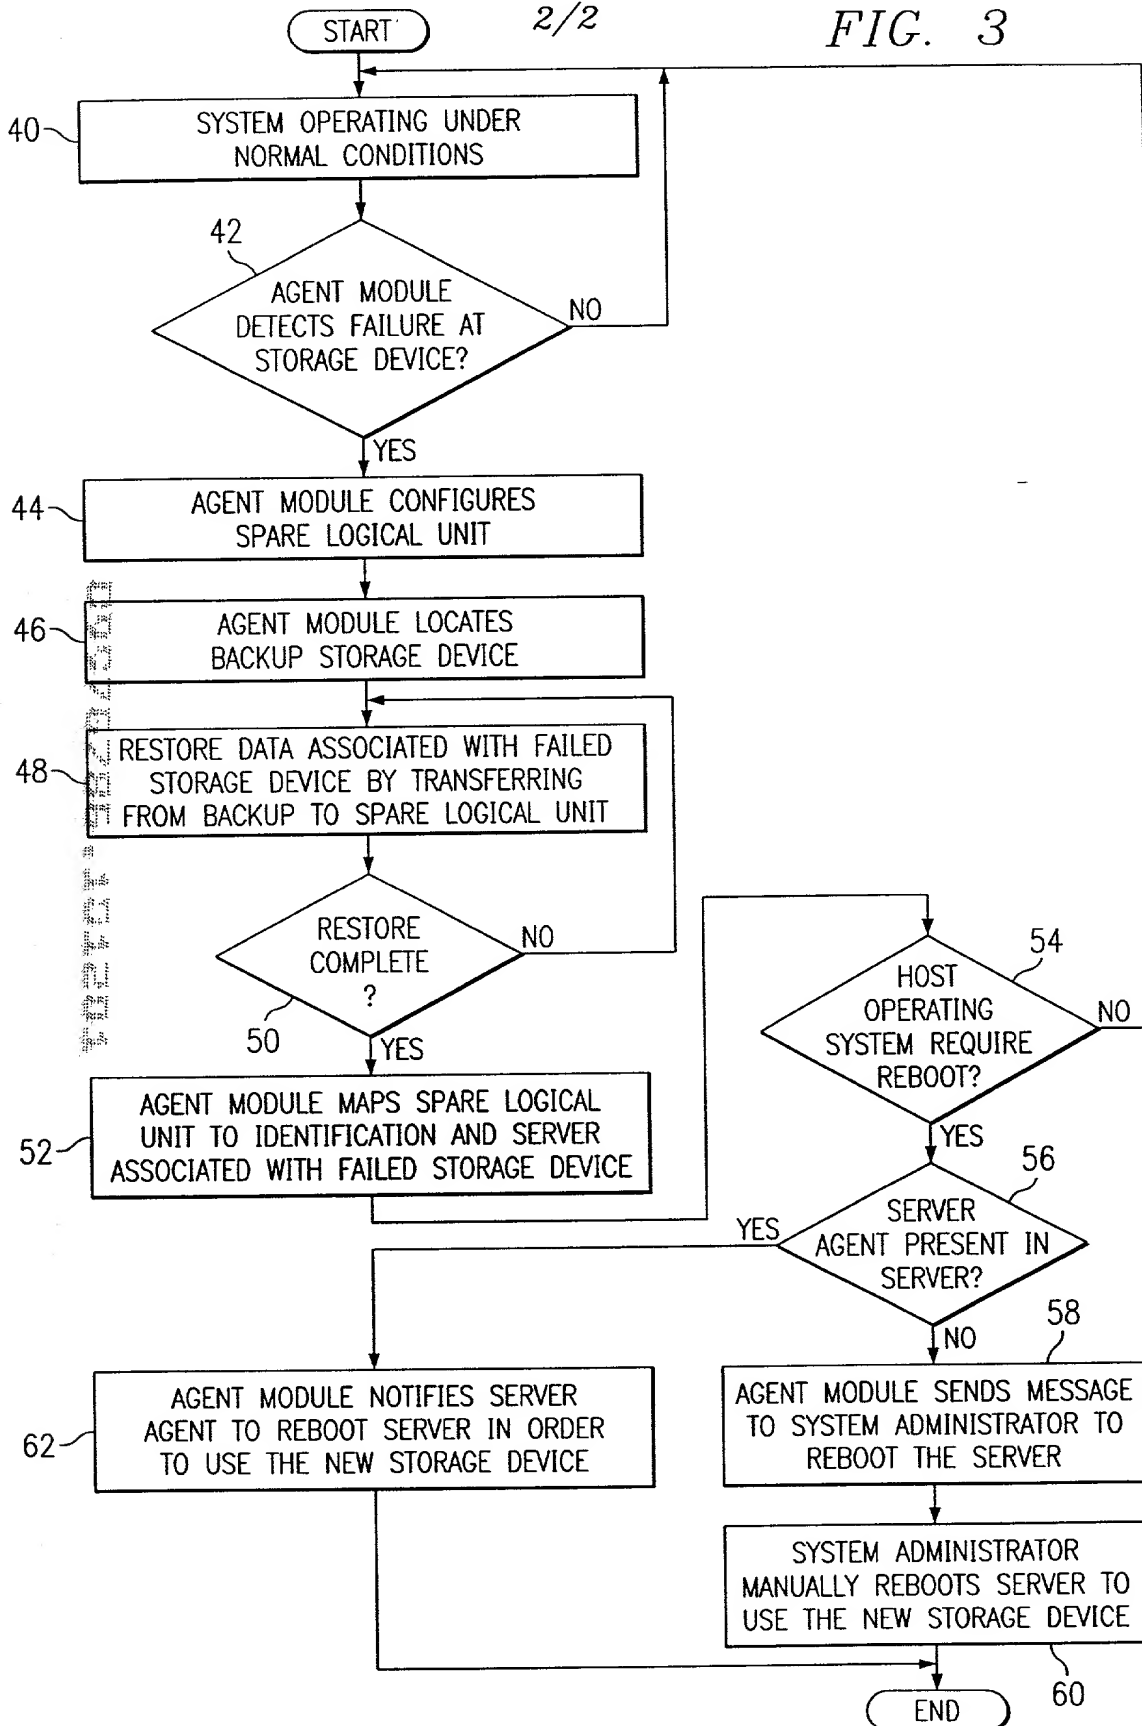 START
2/2
FIG. 3
40
SYSTEM OPERATING UNDER
NORMAL CONDITIONS
42
AGENT MODULE
DETECTS FAILURE AT
STORAGE DEVICE?
NO
YES
44
AGENT MODULE CONFIGURES
SPARE LOGICAL UNIT
46
AGENT MODULE LOCATES
BACKUP STORAGE DEVICE
48
RESTORE DATA ASSOCIATED WITH FAILED
STORAGE DEVICE BY TRANSFERRING
FROM BACKUP TO SPARE LOGICAL UNIT
RESTORE
COMPLETE
?
NO
50
YES
52
AGENT MODULE MAPS SPARE LOGICAL
UNIT TO IDENTIFICATION AND SERVER
ASSOCIATED WITH FAILED STORAGE DEVICE
54
HOST
OPERATING
SYSTEM REQUIRE
REBOOT?
NO
YES
56
SERVER
AGENT PRESENT IN
SERVER?
YES
NO
58
AGENT MODULE SENDS MESSAGE
TO SYSTEM ADMINISTRATOR TO
REBOOT THE SERVER
62
AGENT MODULE NOTIFIES SERVER
AGENT TO REBOOT SERVER IN ORDER
TO USE THE NEW STORAGE DEVICE
SYSTEM ADMINISTRATOR
MANUALLY REBOOTS SERVER TO
USE THE NEW STORAGE DEVICE
60
END